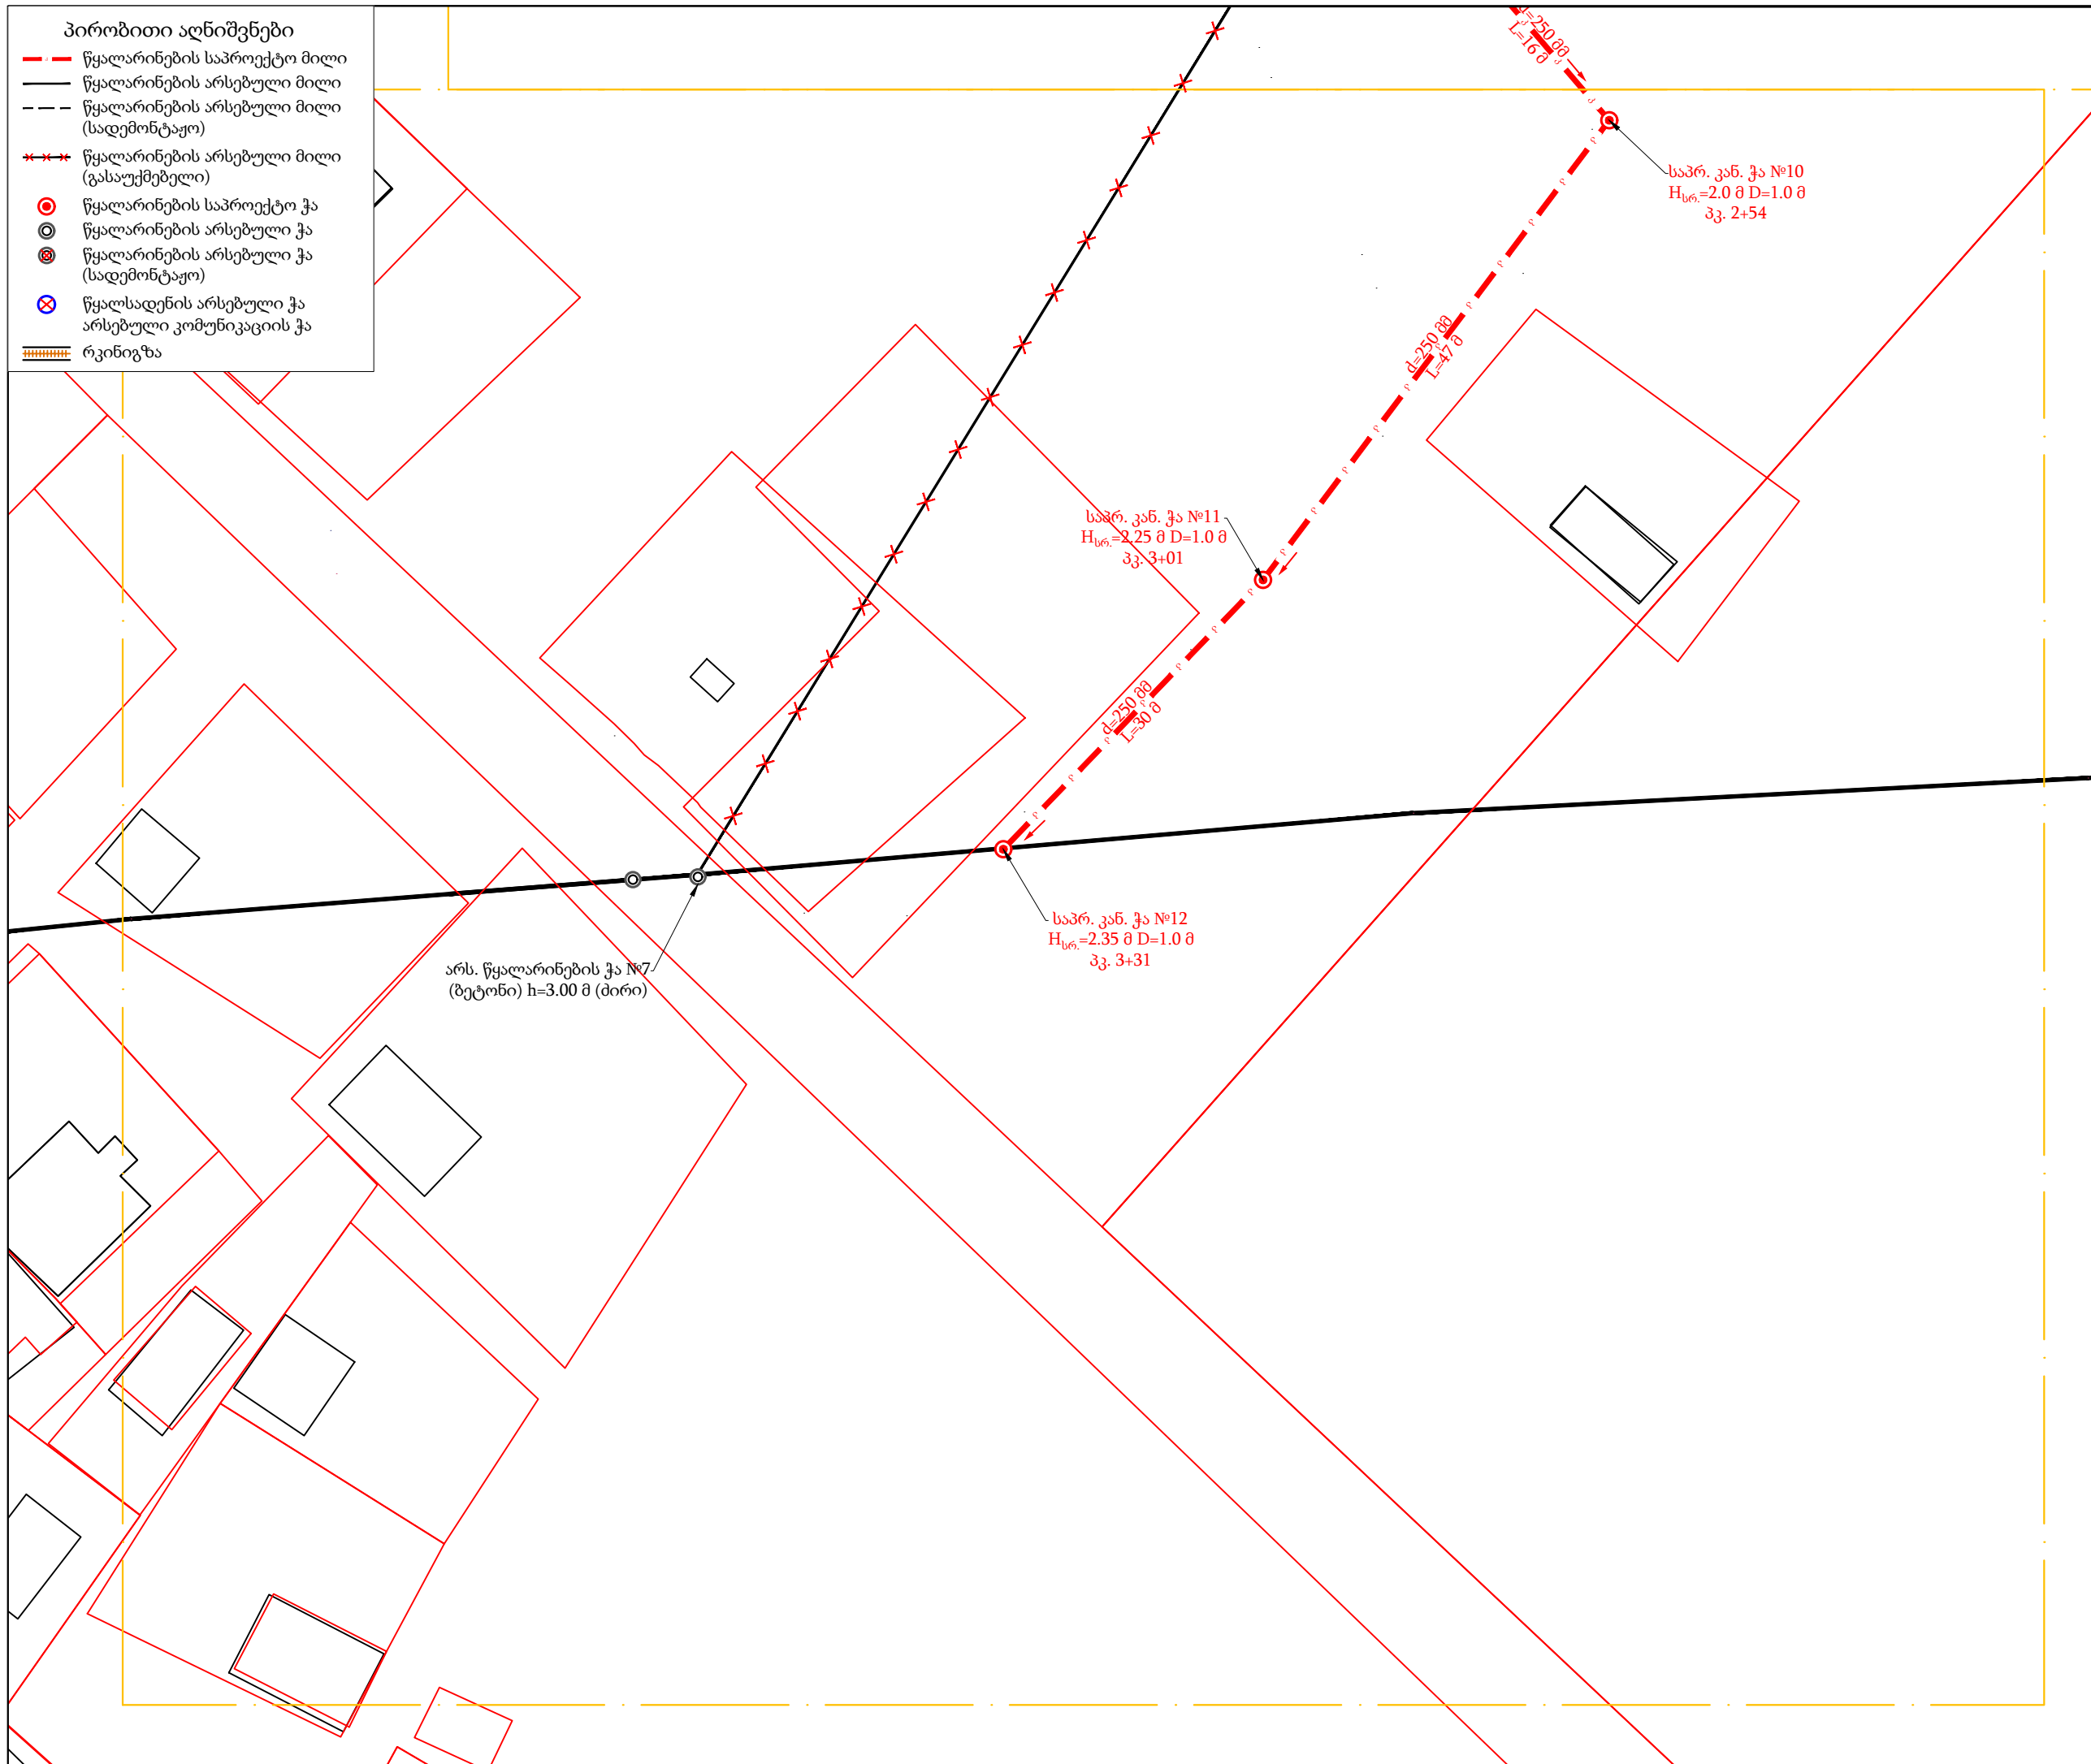 პირობითი აღნიშვნები
წყალარინების საპროექტო მილი
წყალარინების არსებული მილი
წყალარინების არსებული მილი
(სადემონტაჟო)
წყალარინების არსებული მილი
(გასაუქმებელი)
წყალარინების საპროექტო ჭა
წყალარინების არსებული ჭა
წყალარინების არსებული ჭა
(სადემონტაჟო)
წყალსადენის არსებული ჭა
არსებული კომუნიკაციის ჭა
რკინიგზა
d=250 მმ
L=16 მ
საპრ. კან. ჭა №10
Hსრ.=2.0 მ D=1.0 მ
პკ. 2+54
d=250 მმ
L=47 მ
საპრ. კან. ჭა №11
Hსრ.=2.25 მ D=1.0 მ
პკ. 3+01
d=250 მმ
L=30 მ
საპრ. კან. ჭა №12
Hსრ.=2.35 მ D=1.0 მ
პკ. 3+31
არს. წყალარინების ჭა №7
(ბეტონი) h=3.00 მ (ძირი)